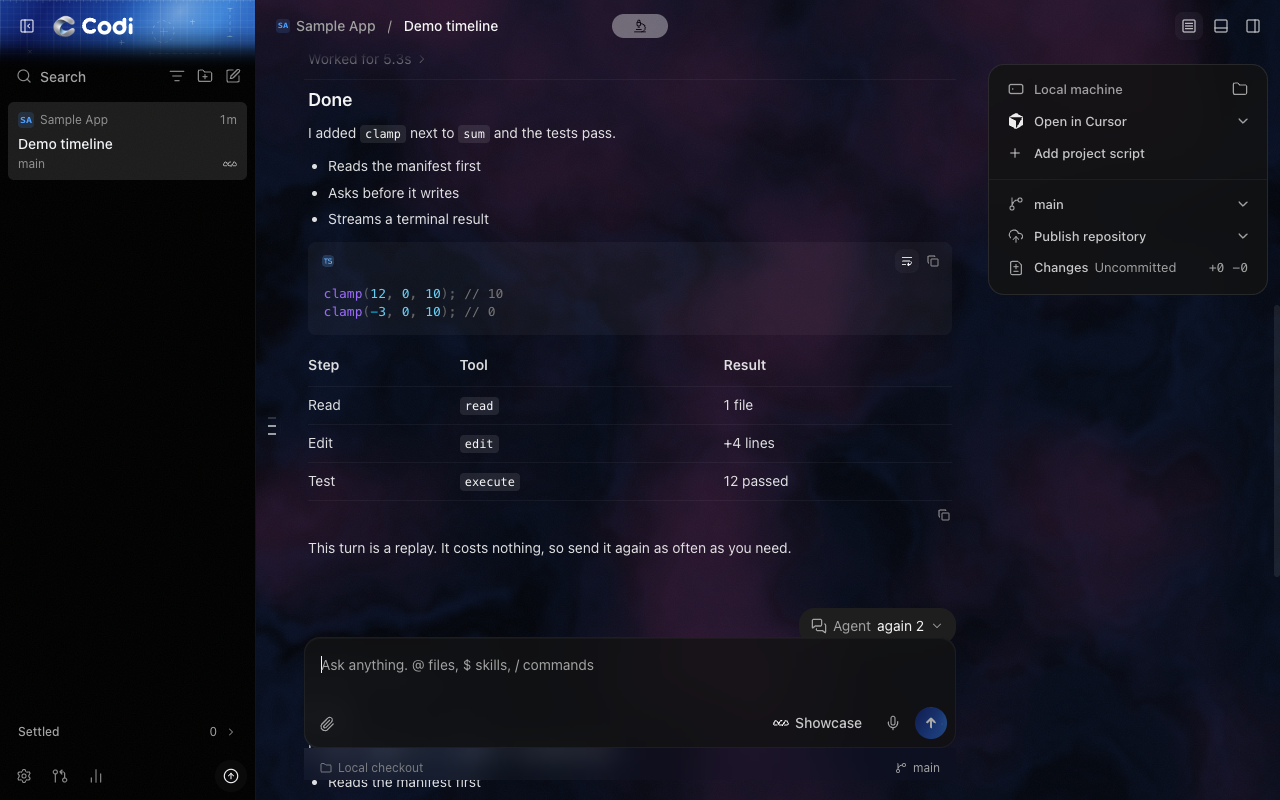 Codi
SA Sample App / Demo timeline
Search
SA Sample App 1m
Demo timeline
main
Worked for 5.3s
Done
I added clamp next to sum and the tests pass.
Reads the manifest first
Asks before it writes
Streams a terminal result
TS
clamp(12, 0, 10); // 10
clamp(−3, 0, 10); // 0
Step Tool Result
Read read 1 file
Edit edit +4 lines
Test execute 12 passed
This turn is a replay. It costs nothing, so send it again as often as you need.
Agent again 2
Ask anything. @ files, $ skills, / commands
Showcase
Local checkout main
Reads the manifest first
Local machine
Open in Cursor
Add project script
main
Publish repository
Changes Uncommitted +0 −0
Settled 0